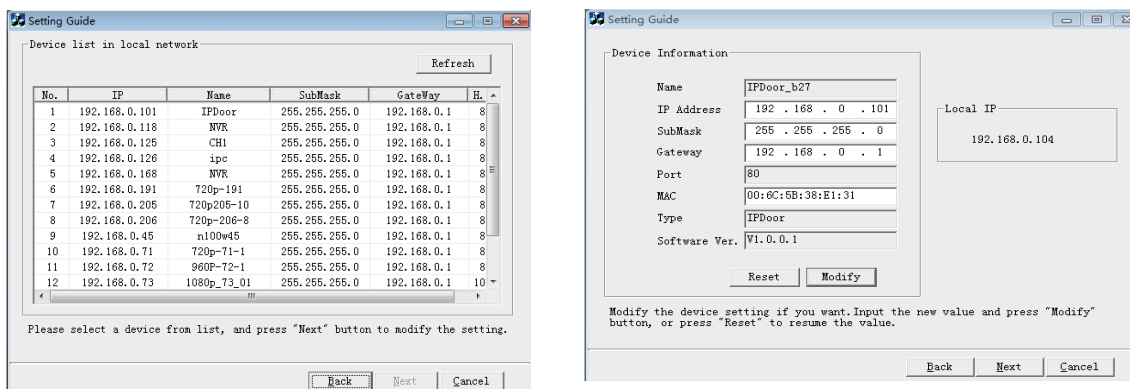 Setting Guide
Device list in local network
Refresh
No. IP Name SubMask GateWay H.
1 192.168.0.101 IPDoor 255.255.255.0 192.168.0.1 8
2 192.168.0.118 NVR 255.255.255.0 192.168.0.1 8
3 192.168.0.125 CH1 255.255.255.0 192.168.0.1 8
4 192.168.0.126 ipc 255.255.255.0 192.168.0.1 8
5 192.168.0.168 NVR 255.255.255.0 192.168.0.1 8
6 192.168.0.191 720p-191 255.255.255.0 192.168.0.1 8
7 192.168.0.205 720p205-10 255.255.255.0 192.168.0.1 8
8 192.168.0.206 720p-206-8 255.255.255.0 192.168.0.1 8
9 192.168.0.45 n100w45 255.255.255.0 192.168.0.1 8
10 192.168.0.71 720p-71-1 255.255.255.0 192.168.0.1 8
11 192.168.0.72 960P-72-1 255.255.255.0 192.168.0.1 8
12 192.168.0.73 1080p_73_01 255.255.255.0 192.168.0.1 10
Please select a device from list, and press "Next" button to modify the setting.
Back Next Cancel
Setting Guide
Device Information
Name IPDoor_b27
IP Address 192 . 168 . 0 . 101
SubMask 255 . 255 . 255 . 0
Gateway 192 . 168 . 0 . 1
Port 80
MAC 00:6C:5B:38:E1:31
Type IPDoor
Software Ver. V1.0.0.1
Reset Modify
Local IP
192.168.0.104
Modify the device setting if you want.Input the new value and press "Modify"
button, or press "Reset" to resume the value.
Back Next Cancel